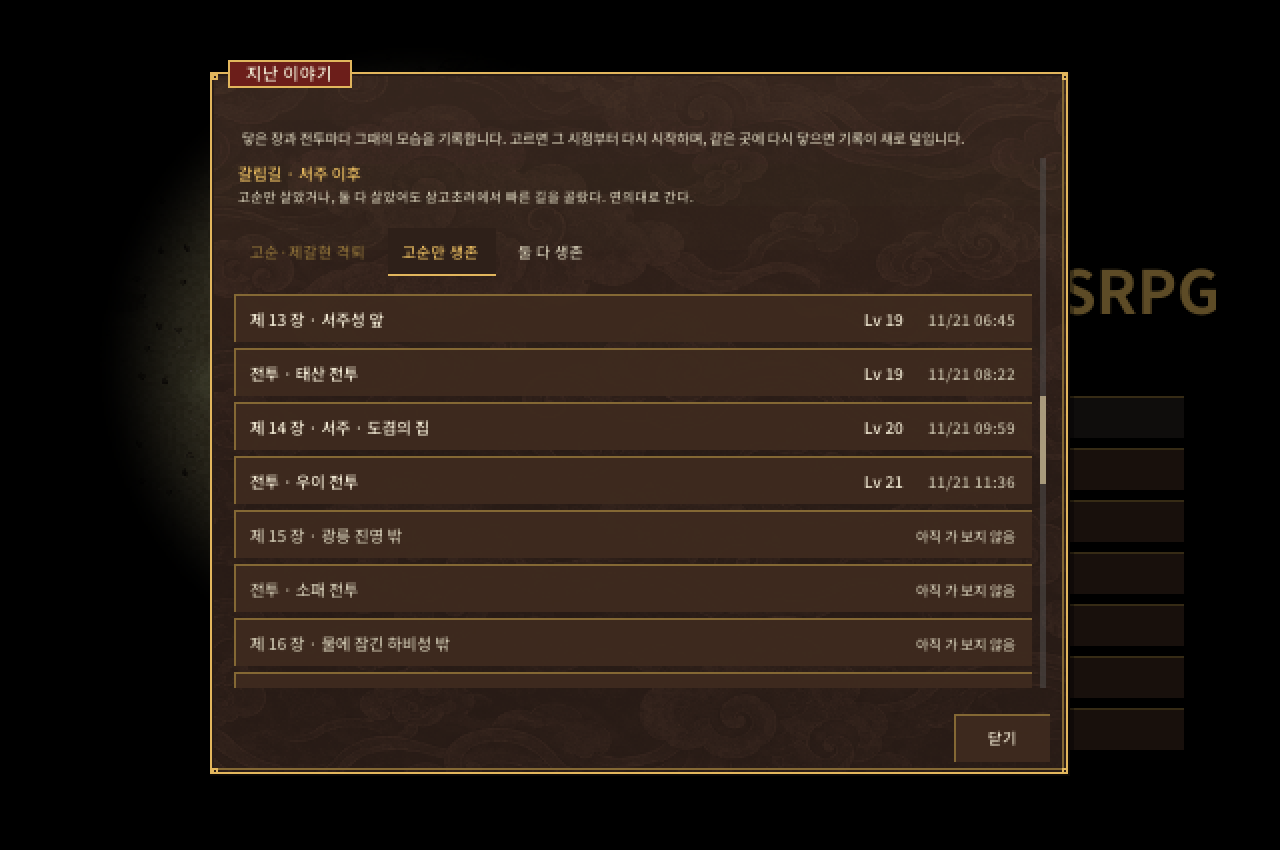 지난 이야기
닿은 장과 전투마다 그때의 모습을 기록합니다. 고르면 그 시점부터 다시 시작하며, 같은 곳에 다시 닿으면 기록이 새로 덮입니다.
갈림길 · 서주 이후
고순만 살았거나, 둘 다 살았어도 삼고초려에서 빠른 길을 골랐다. 연의대로 간다.
고순·제갈현 격퇴 고순만 생존 둘 다 생존
제 13 장 · 서주성 앞 Lv 19 11/21 06:45
SRPG
전투 · 태산 전투 Lv 19 11/21 08:22
제 14 장 · 서주 · 도겸의 집 Lv 20 11/21 09:59
전투 · 우이 전투 Lv 21 11/21 11:36
제 15 장 · 광릉 진영 밖 아직 가 보지 않음
전투 · 소패 전투 아직 가 보지 않음
제 16 장 · 물에 잠긴 하비성 밖 아직 가 보지 않음
닫기